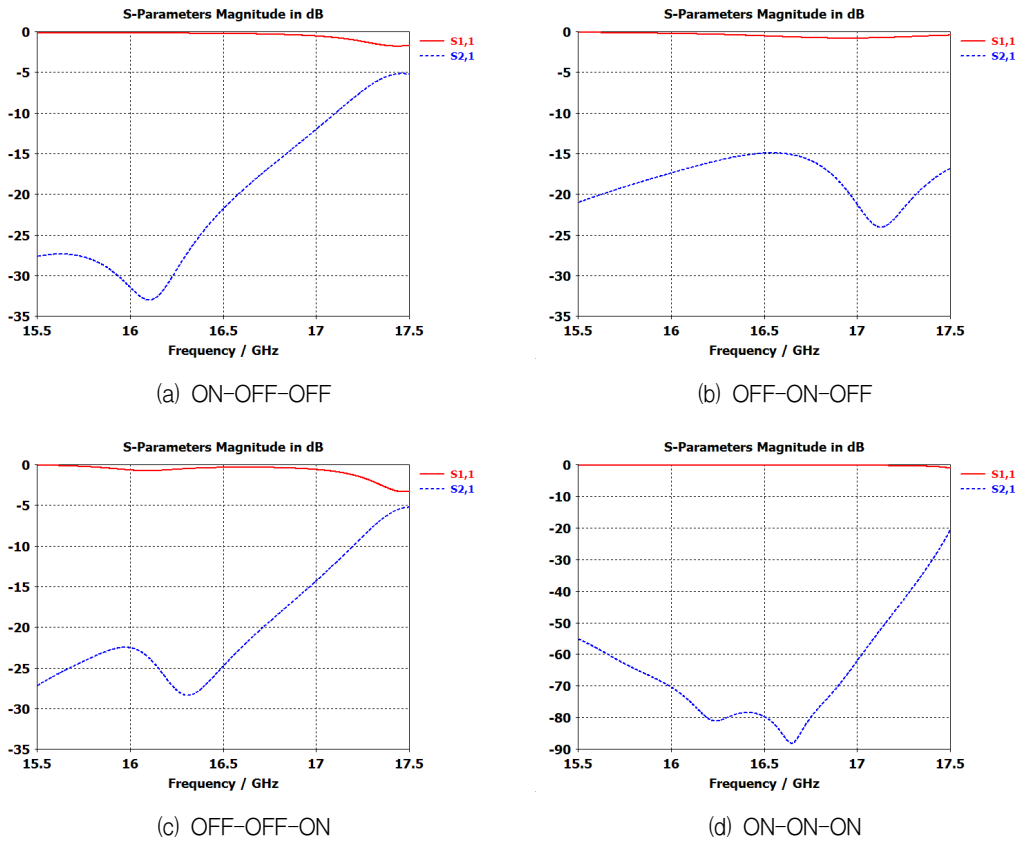 S-Parameters Magnitude in dB
0
-5
-10
-15
-20
-25
-30
-35
15.5 16 16.5 17 17.5
Frequency / GHz
S1,1
S2,1
(a) ON-OFF-OFF
S-Parameters Magnitude in dB
0
-5
-10
-15
-20
-25
-30
-35
15.5 16 16.5 17 17.5
Frequency / GHz
S1,1
S2,1
(b) OFF-ON-OFF
S-Parameters Magnitude in dB
0
-5
-10
-15
-20
-25
-30
-35
15.5 16 16.5 17 17.5
Frequency / GHz
S1,1
S2,1
(c) OFF-OFF-ON
S-Parameters Magnitude in dB
0
-10
-20
-30
-40
-50
-60
-70
-80
-90
15.5 16 16.5 17 17.5
Frequency / GHz
S1,1
S2,1
(d) ON-ON-ON